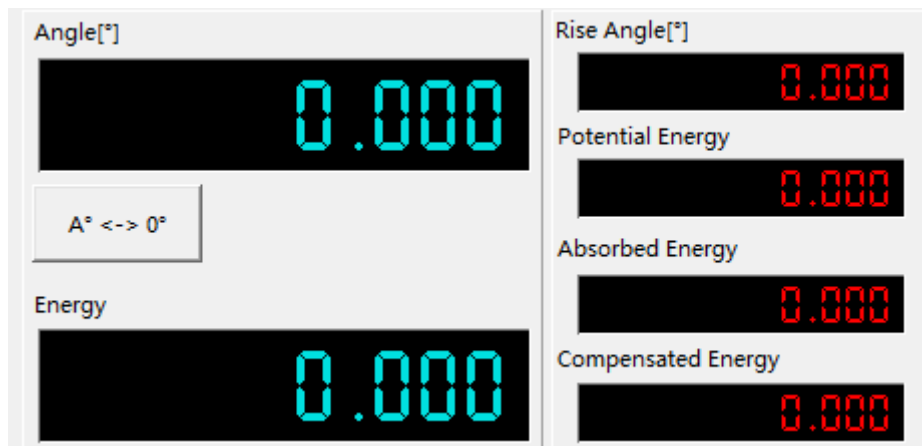 Angle[°]
0.000
A° <-> 0°
Energy
0.000
Rise Angle[°]
0.000
Potential Energy
0.000
Absorbed Energy
0.000
Compensated Energy
0.000